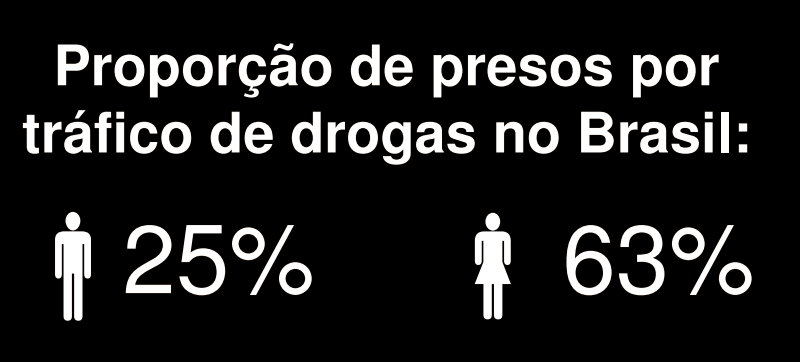 Proporção de presos por
tráfico de drogas no Brasil:
25% 63%